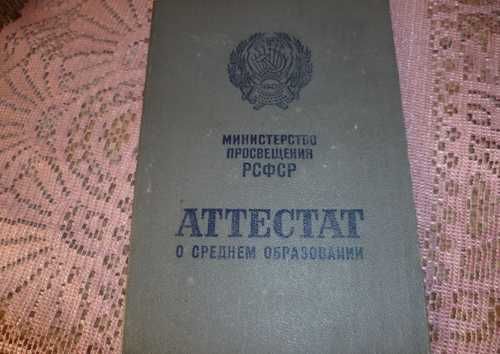 МИНИСТЕРСТВО
ПРОСВЕЩЕНИЯ
РСФСР
АТТЕСТАТ
О СРЕДНЕМ ОБРАЗОВАНИИ